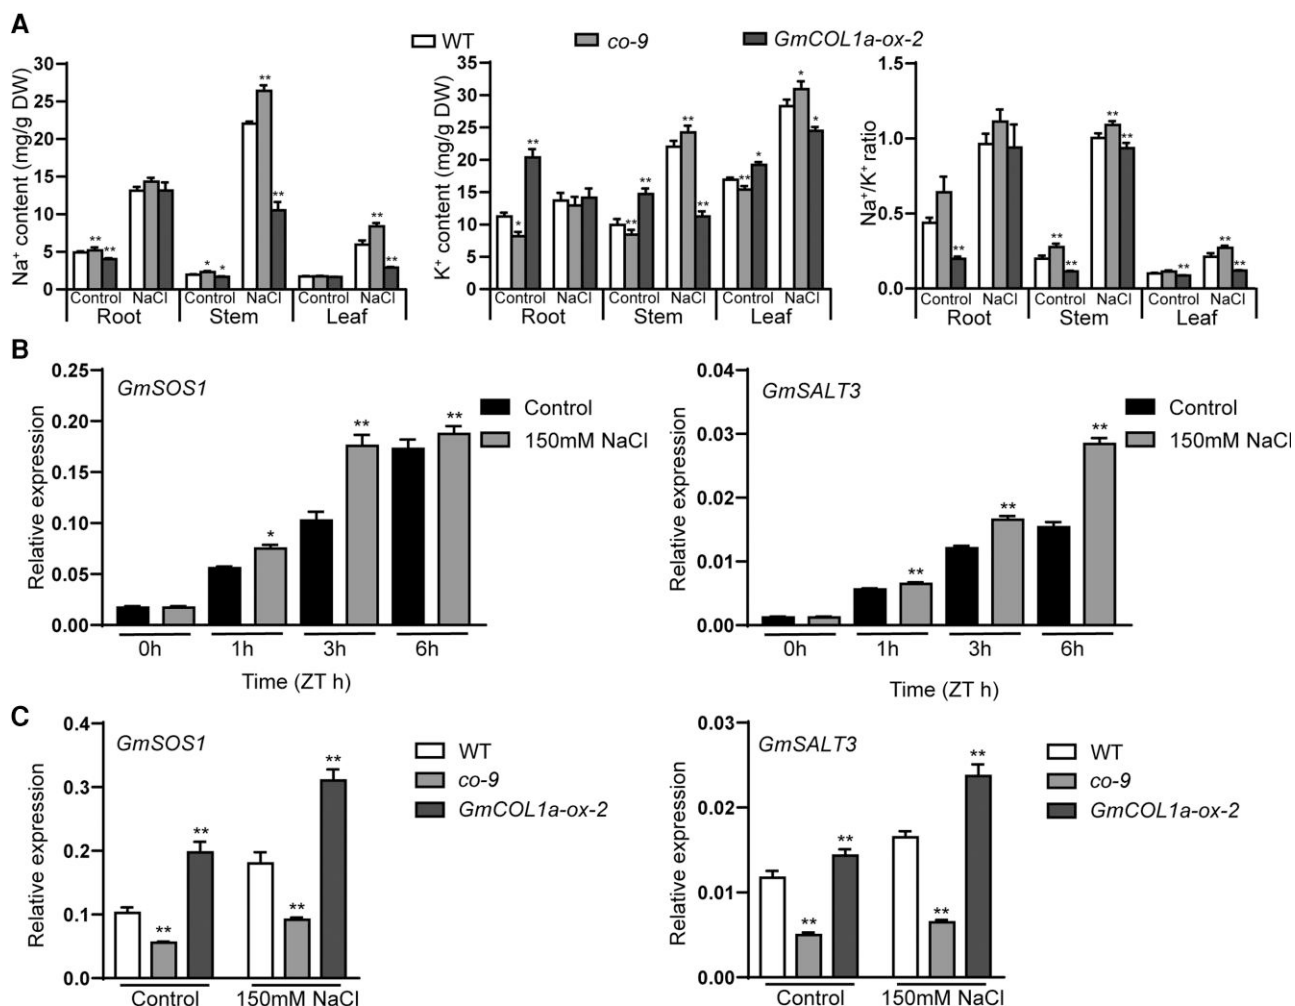 A
WT
co-9
GmCOL1a-ox-2
Na⁺ content (mg/g DW)
30
25
20
15
10
5
0
** ** * * ** ** ** **
Control NaCl Control NaCl Control NaCl
Root Stem Leaf
K⁺ content (mg/g DW)
35
30
25
20
15
10
5
0
* ** ** ** ** ** ** * * *
Control NaCl Control NaCl Control NaCl
Root Stem Leaf
Na⁺/K⁺ ratio
1.5
1.0
0.5
0.0
** ** ** ** ** ** ** **
Control NaCl Control NaCl Control NaCl
Root Stem Leaf
B
GmSOS1
Relative expression
0.25
0.20
0.15
0.10
0.05
0.00
* ** **
Control
150mM NaCl
0h 1h 3h 6h
Time (ZT h)
GmSALT3
Relative expression
0.04
0.03
0.02
0.01
0.00
** ** **
Control
150mM NaCl
0h 1h 3h 6h
Time (ZT h)
C
GmSOS1
Relative expression
0.4
0.3
0.2
0.1
0.0
** ** ** **
WT
co-9
GmCOL1a-ox-2
Control 150mM NaCl
GmSALT3
Relative expression
0.03
0.02
0.01
0.00
** ** ** **
WT
co-9
GmCOL1a-ox-2
Control 150mM NaCl